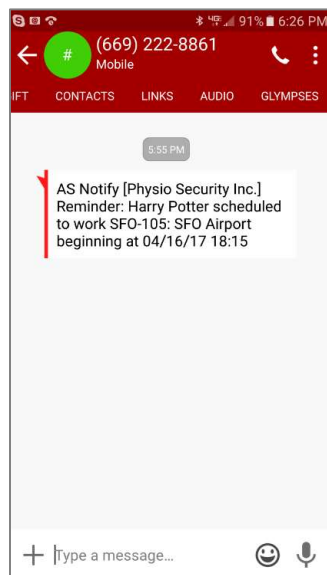 91% 6:26 PM
# (669) 222-8861
Mobile
IFT CONTACTS LINKS AUDIO GLYMPSES
5:55 PM
AS Notify [Physio Security Inc.]
Reminder: Harry Potter scheduled
to work SFO-105: SFO Airport
beginning at 04/16/17 18:15
Type a message...